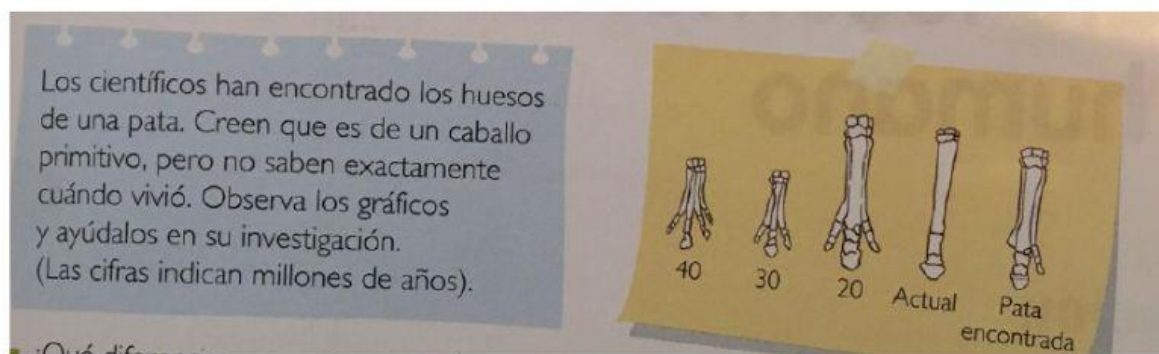 Los científicos han encontrado los huesos
de una pata. Creen que es de un caballo
primitivo, pero no saben exactamente
cuándo vivió. Observa los gráficos
y ayúdalos en su investigación.
(Las cifras indican millones de años).
humano
40
30
20
Actual
Pata
encontrada
¿Qué